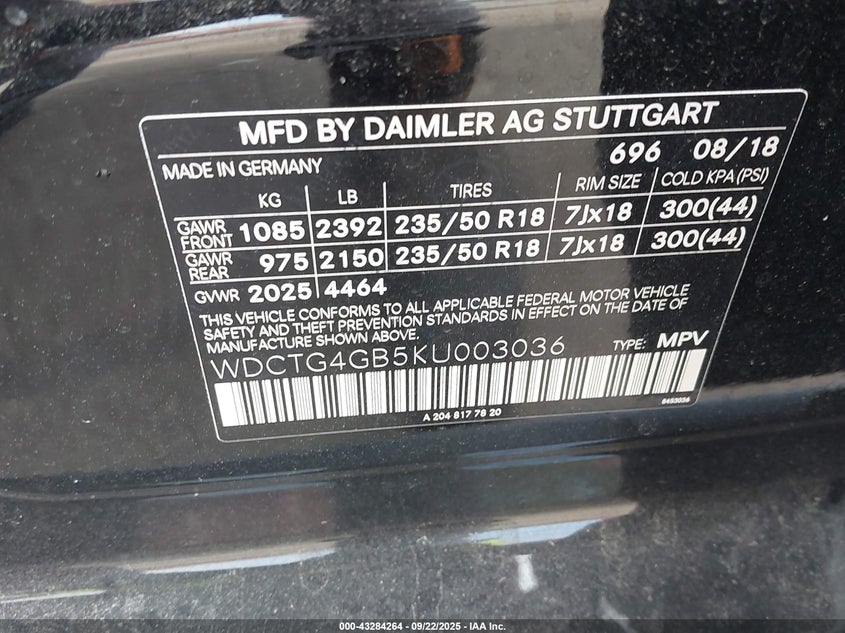 MFD BY DAIMLER AG STUTTGART
MADE IN GERMANY 696 08/18
KG LB TIRES RIM SIZE COLD KPA (PSI)
GAWR FRONT 1085 2392 235/50 R18 7Jx18 300(44)
GAWR REAR 975 2150 235/50 R18 7Jx18 300(44)
GVWR 2025 4464
THIS VEHICLE CONFORMS TO ALL APPLICABLE FEDERAL MOTOR VEHICLE
SAFETY AND THEFT PREVENTION STANDARDS IN EFFECT ON THE DATE OF
MANUFACTURE SHOWN ABOVE.
WDCTG4GB5KU003036 TYPE: MPV
A 204 817 78 20 8453036
000-43284264 - 09/22/2025 - IAA Inc.